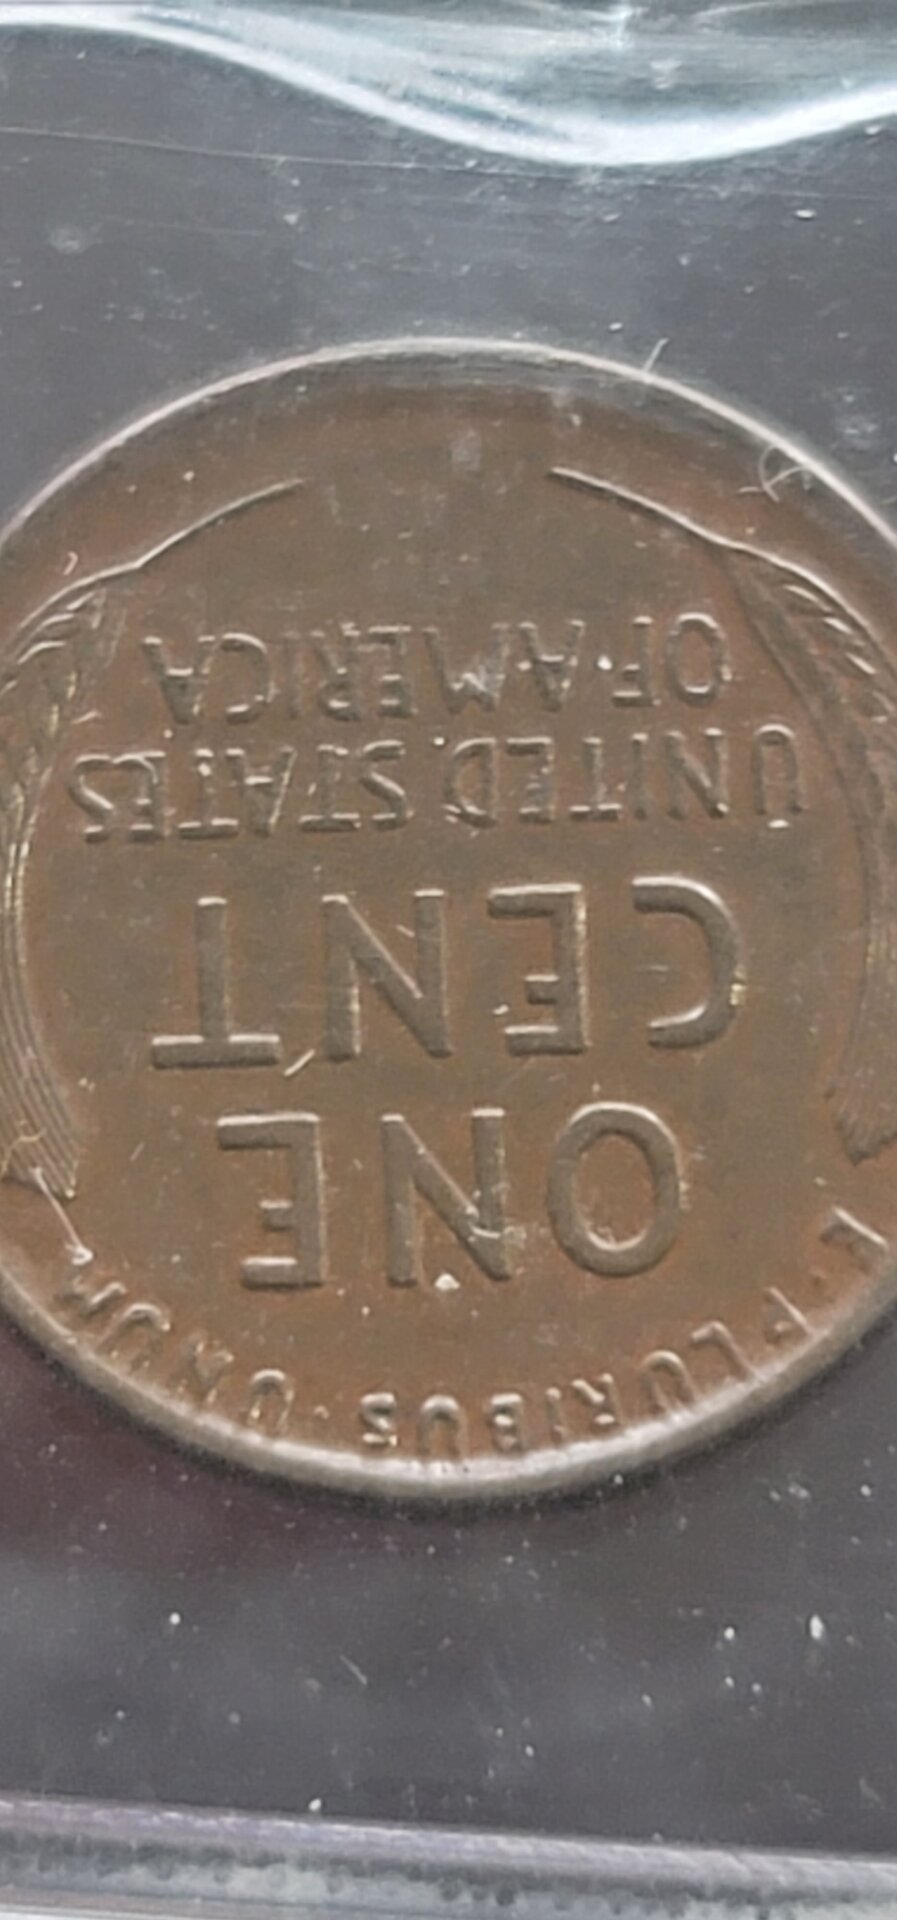 E · PLURIBUS · UNUM
ONE
CENT
UNITED STATES
OF AMERICA